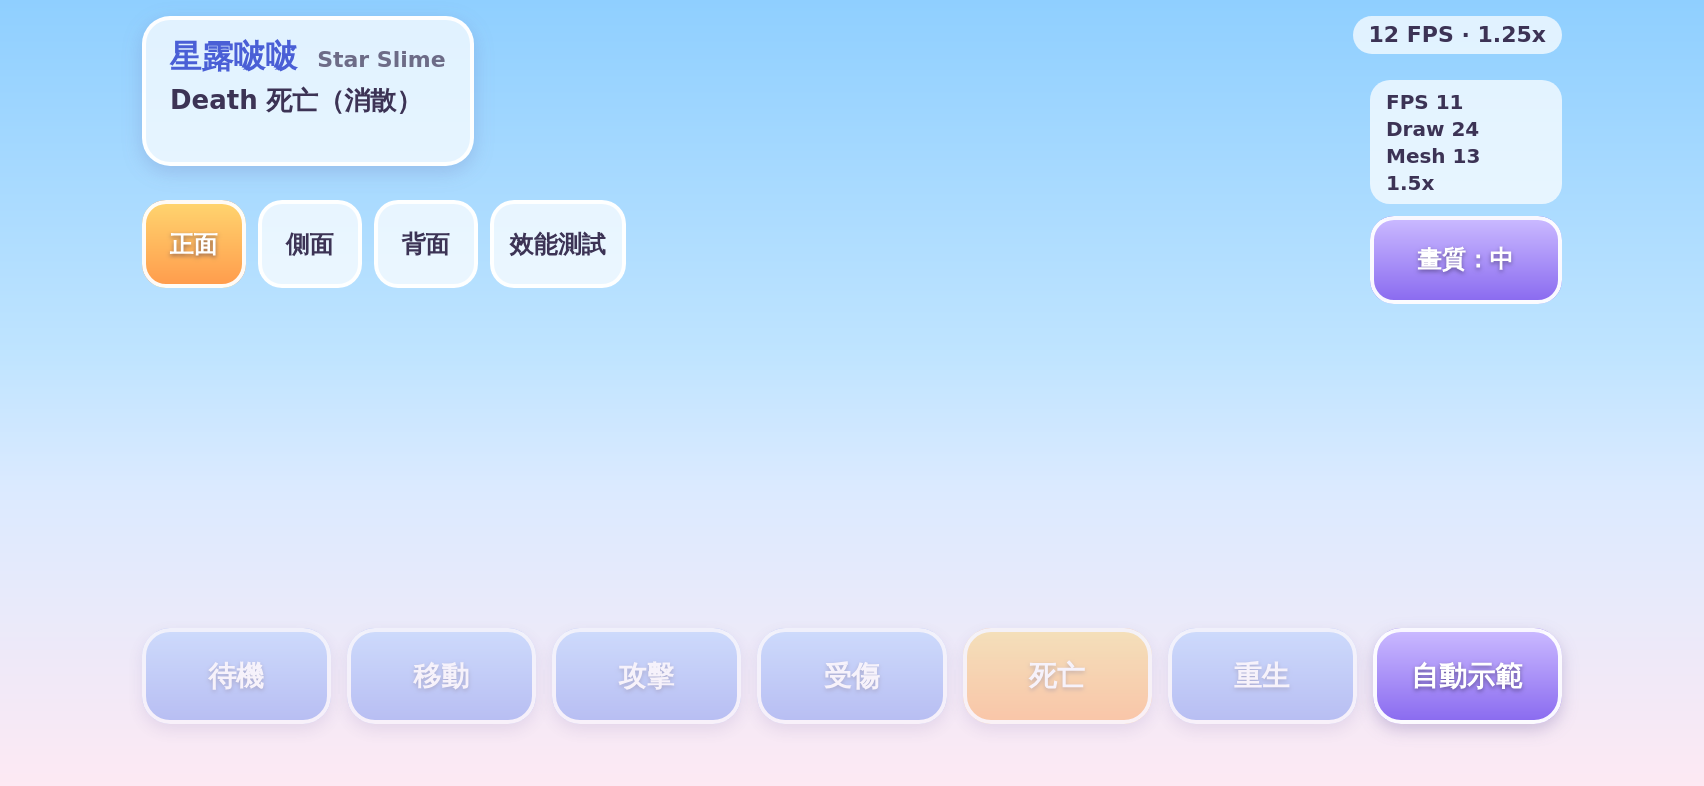 星露啵啵 Star Slime
Death 死亡（消散）
12 FPS · 1.25x
FPS 11
Draw 24
Mesh 13
1.5x
正面
側面
背面
效能測試
畫質：中
待機
移動
攻擊
受傷
死亡
重生
自動示範